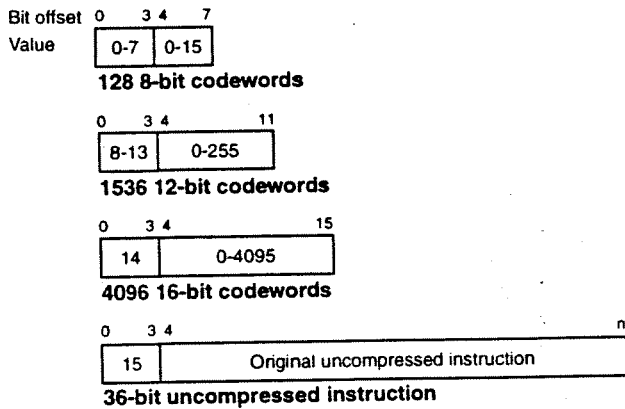 Bit offset 0 3 4 7
Value 0-7 0-15
128 8-bit codewords
0 3 4 11
8-13 0-255
1536 12-bit codewords
0 3 4 15
14 0-4095
4096 16-bit codewords
0 3 4
15 Original uncompressed instruction
36-bit uncompressed instruction